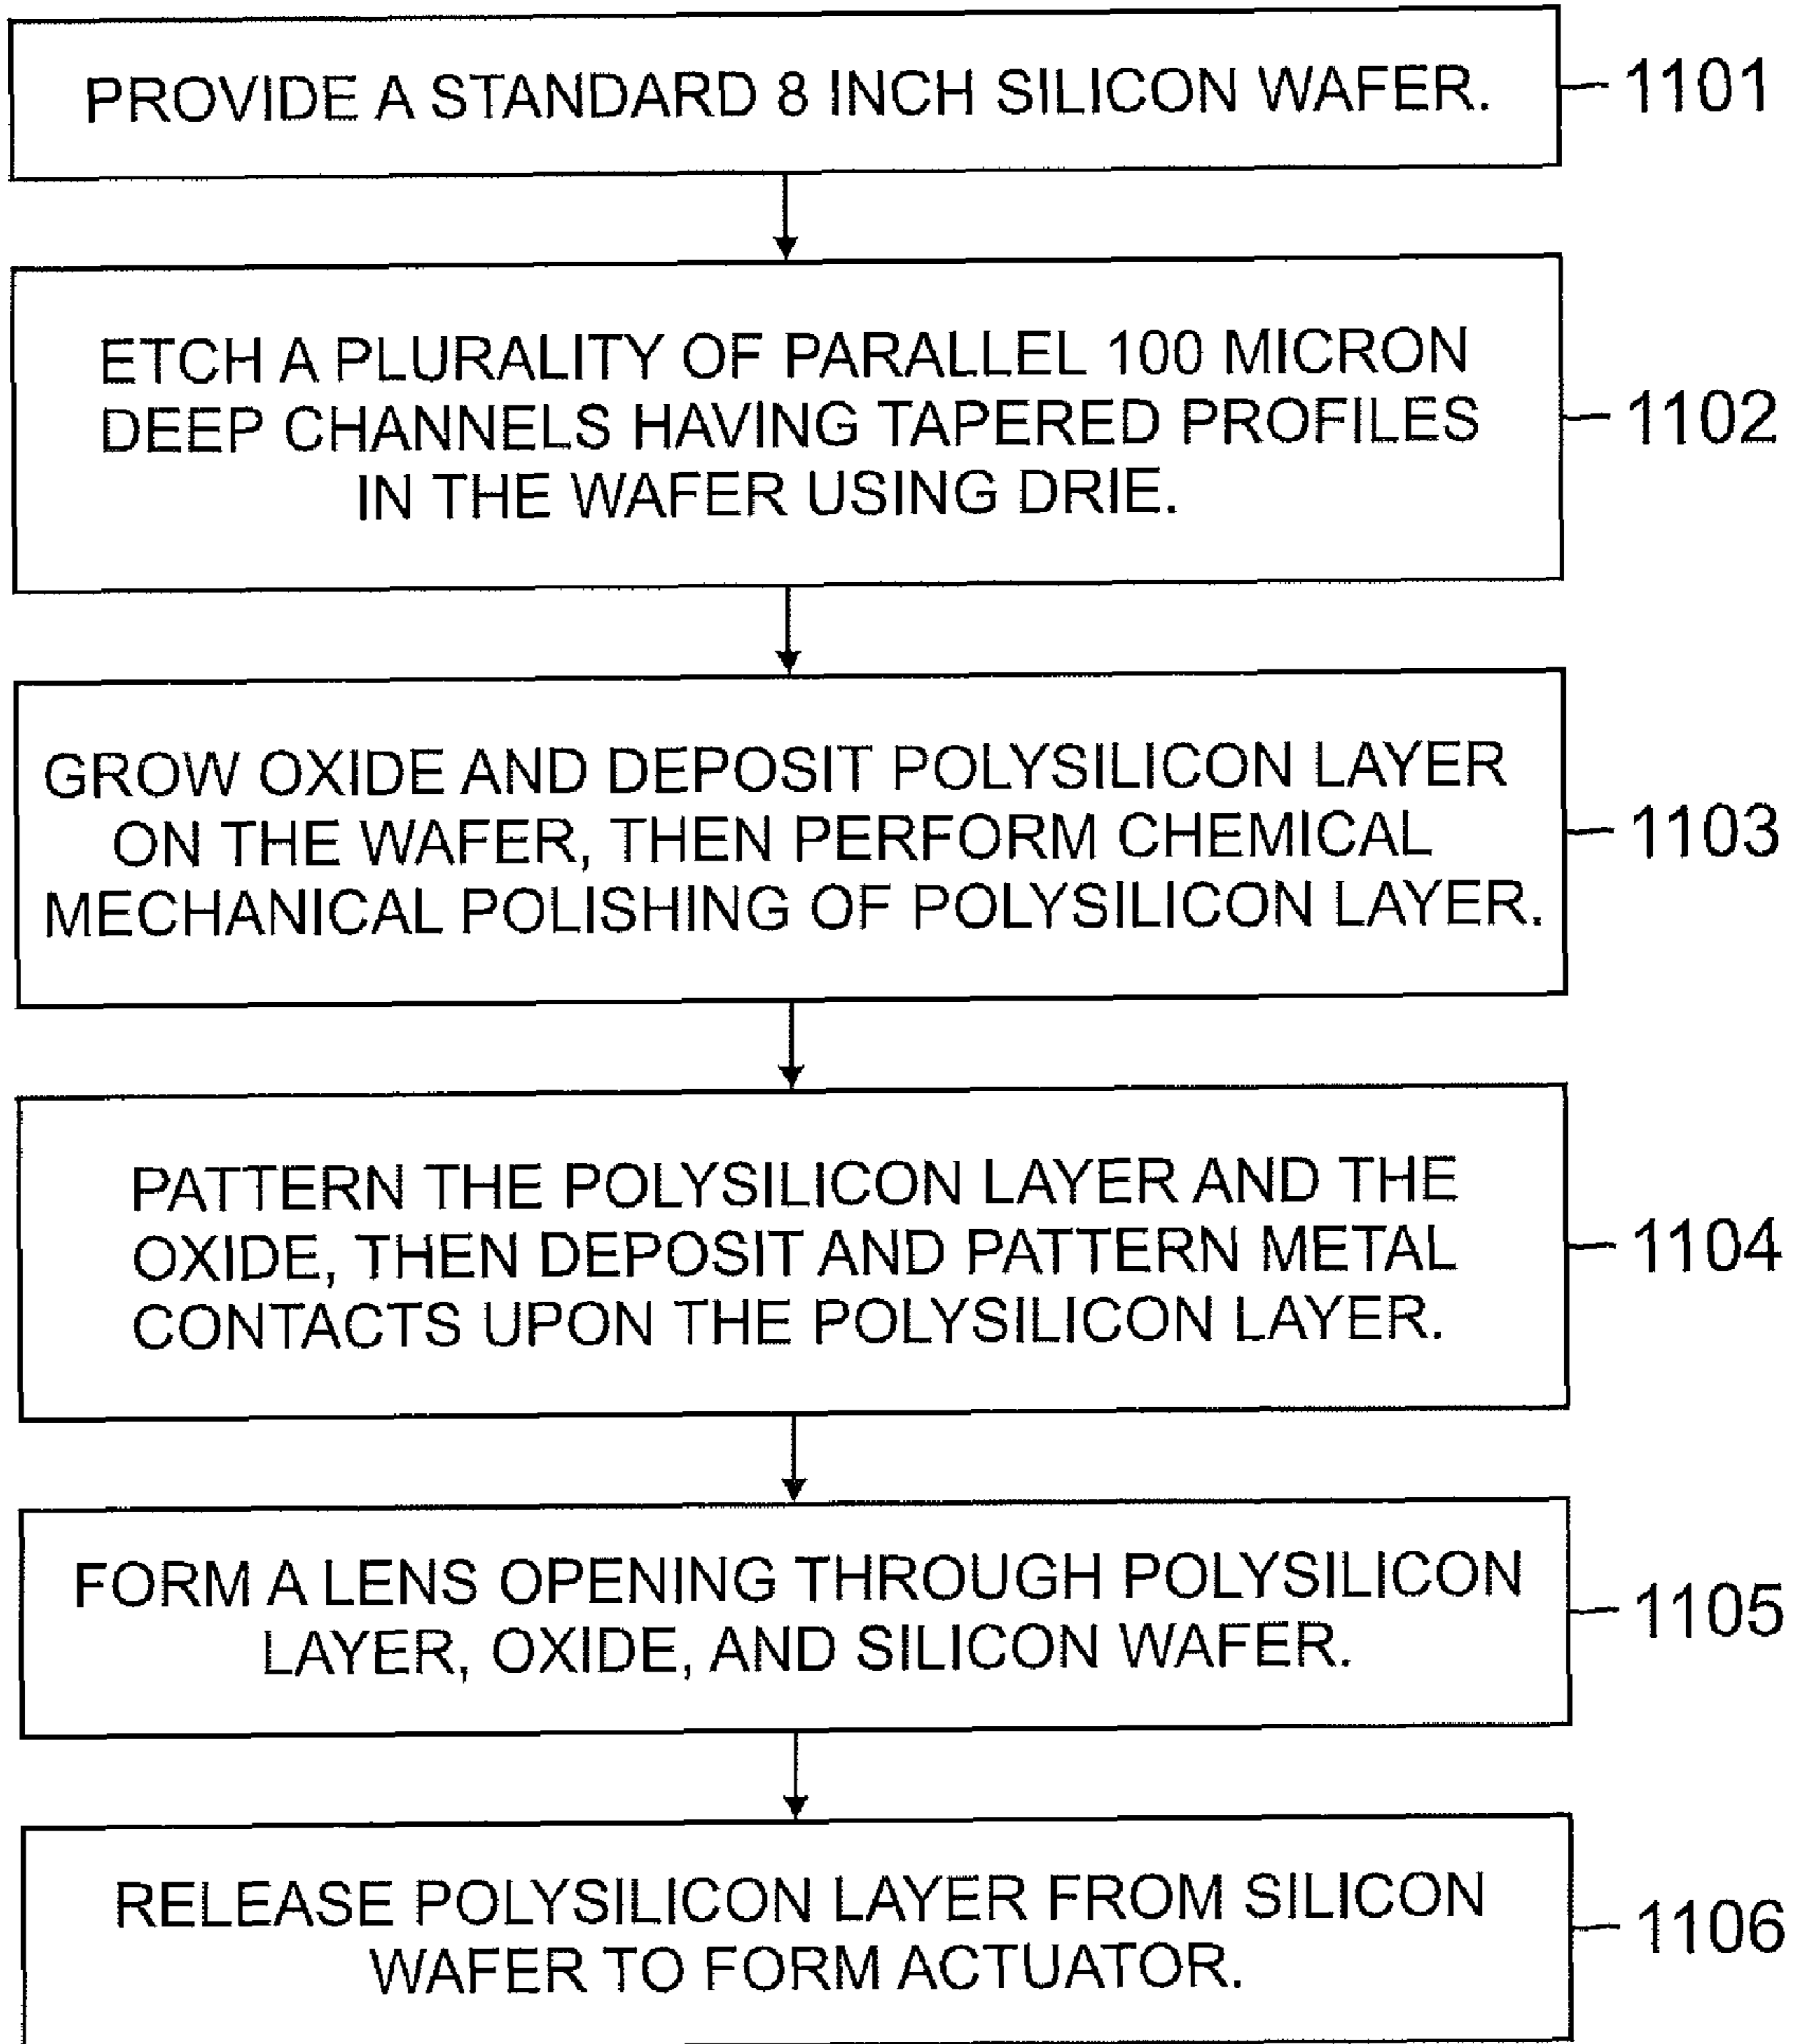 PROVIDE A STANDARD 8 INCH SILICON WAFER.
1101
ETCH A PLURALITY OF PARALLEL 100 MICRON
DEEP CHANNELS HAVING TAPERED PROFILES
IN THE WAFER USING DRIE.
1102
GROW OXIDE AND DEPOSIT POLYSILICON LAYER
ON THE WAFER, THEN PERFORM CHEMICAL
MECHANICAL POLISHING OF POLYSILICON LAYER.
1103
PATTERN THE POLYSILICON LAYER AND THE
OXIDE, THEN DEPOSIT AND PATTERN METAL
CONTACTS UPON THE POLYSILICON LAYER.
1104
FORM A LENS OPENING THROUGH POLYSILICON
LAYER, OXIDE, AND SILICON WAFER.
1105
RELEASE POLYSILICON LAYER FROM SILICON
WAFER TO FORM ACTUATOR.
1106